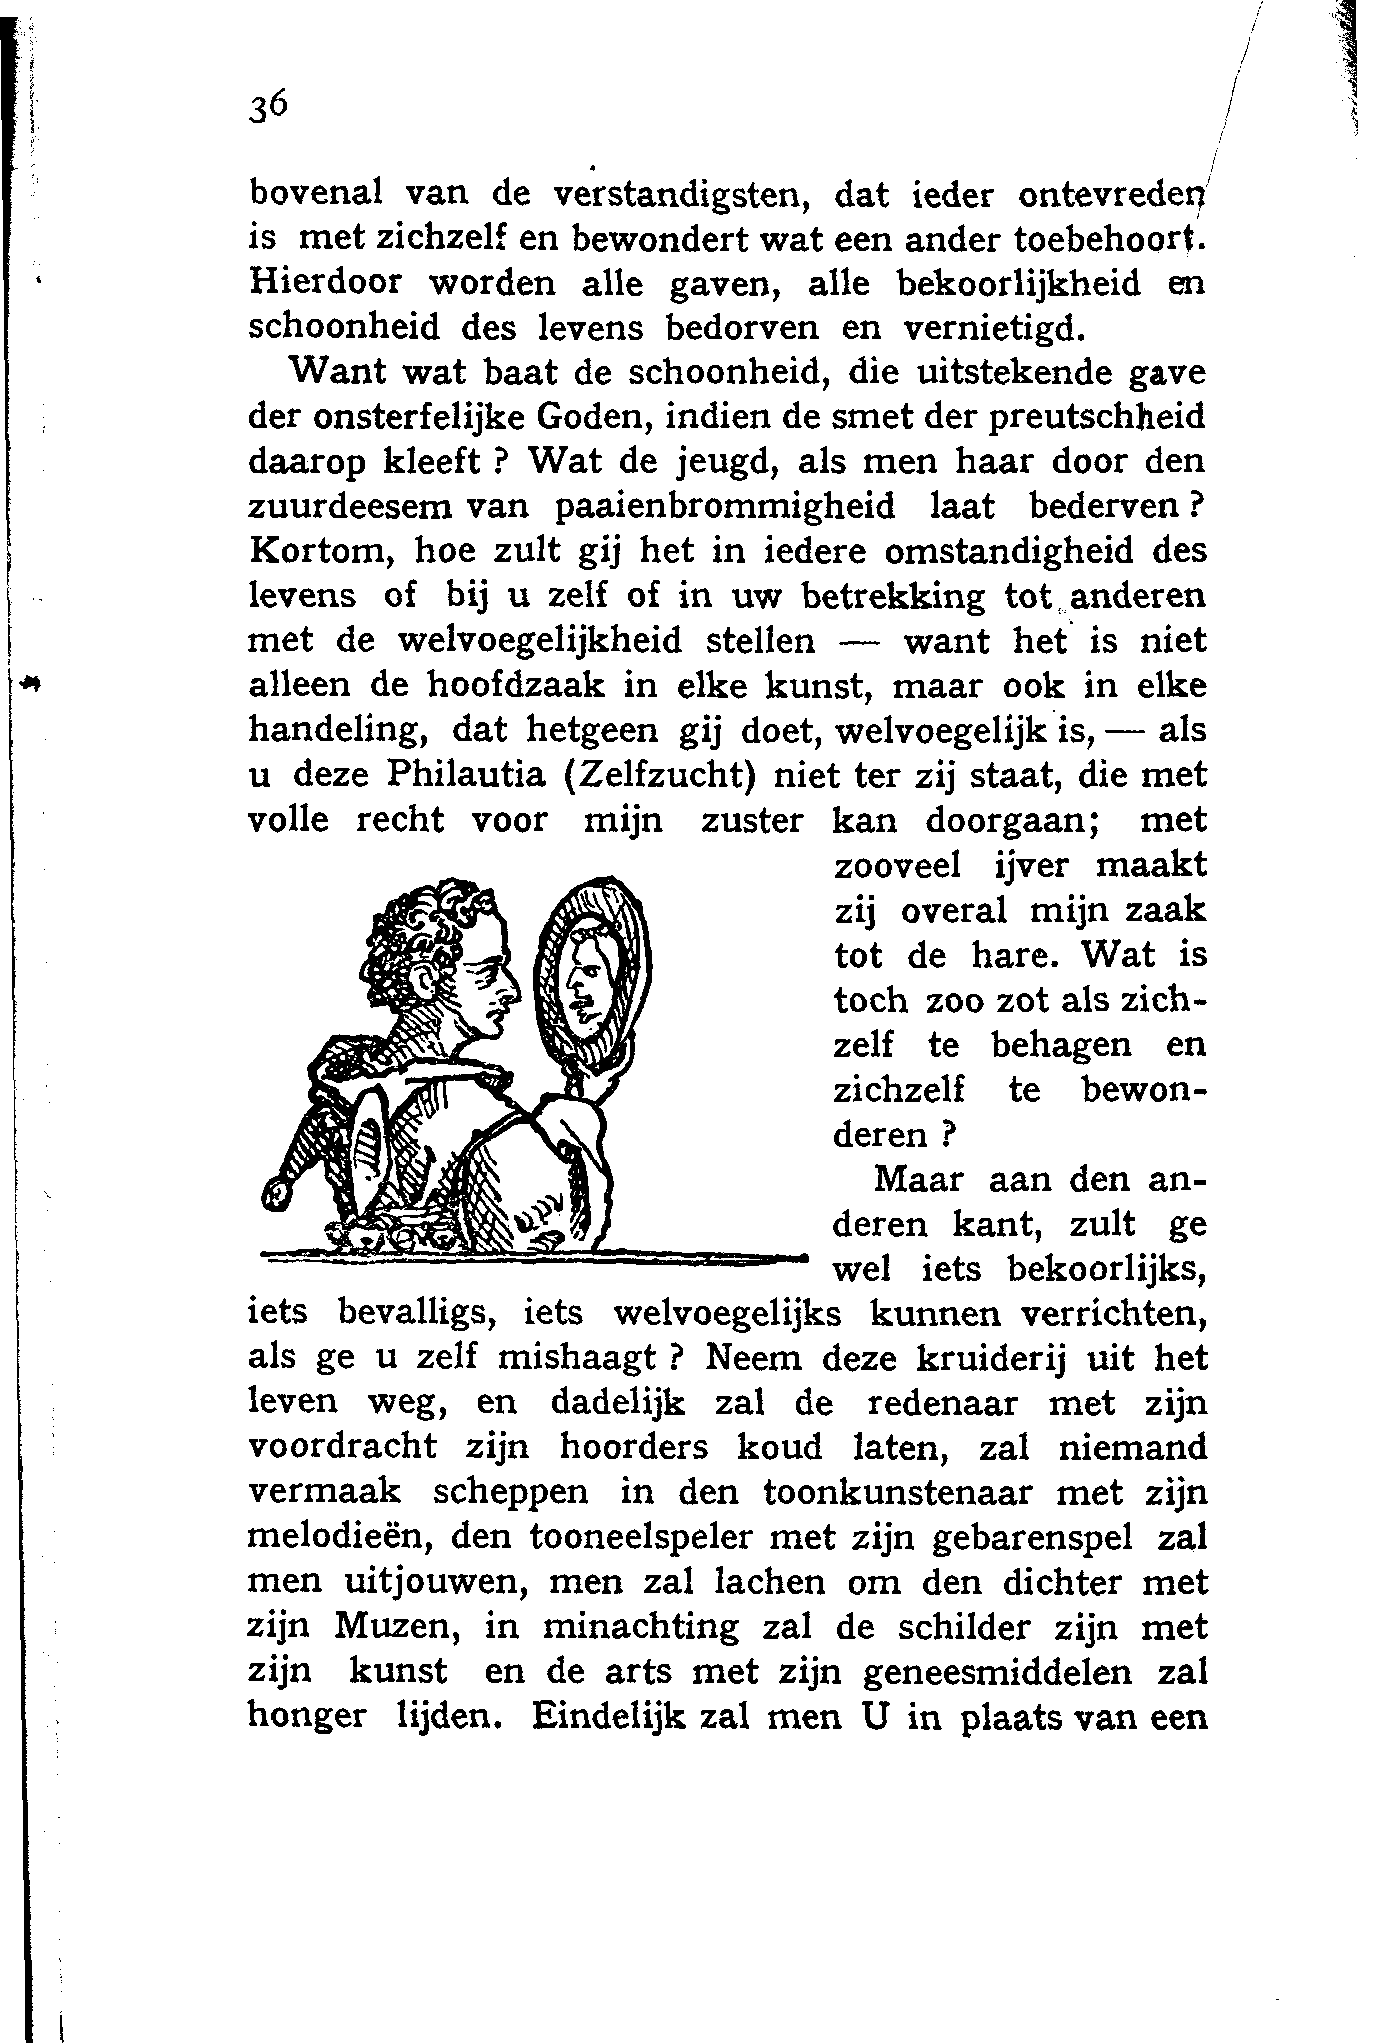 36
bovenal van de verstandigsten, dat ieder ontevreden
is met zichzelf en bewondert wat een ander toebehoort.
Hierdoor worden alle gaven, alle bekoorlijkheid en
schoonheid des levens bedorven en vernietigd.
Want wat baat de schoonheid, die uitstekende gave
der onsterfelijke Goden, indien de smet der preutschheid
daarop kleeft ? Wat de jeugd, als men haar door den
zuurdeesem van paaienbrommigheid laat bederven ?
Kortom, hoe zult gij het in iedere omstandigheid des
levens of bij u zelf of in uw betrekking tot anderen
met de welvoegelijkheid stellen — want het is niet
alleen de hoofdzaak in elke kunst, maar ook in elke
handeling, dat hetgeen gij doet, welvoegelijk is, — als
u deze Philautia (Zelfzucht) niet ter zij staat, die met
volle recht voor mijn zuster kan doorgaan; met
zooveel ijver maakt
zij overal mijn zaak
tot de hare. Wat is
toch zoo zot als zich-
zelf te behagen en
zichzelf te bewon-
deren ?
Maar aan den an-
deren kant, zult ge
wel iets bekoorlijks,
iets bevalligs, iets welvoegelijks kunnen verrichten,
als ge u zelf mishaagt ? Neem deze kruiderij uit het
leven weg, en dadelijk zal de redenaar met zijn
voordracht zijn hoorders koud laten, zal niemand
vermaak scheppen in den toonkunstenaar met zijn
melodieën, den tooneelspeler met zijn gebarenspel zal
men uitjouwen, men zal lachen om den dichter met
zijn Muzen, in minachting zal de schilder zijn met
zijn kunst en de arts met zijn geneesmiddelen zal
honger lijden. Eindelijk zal men U in plaats van een